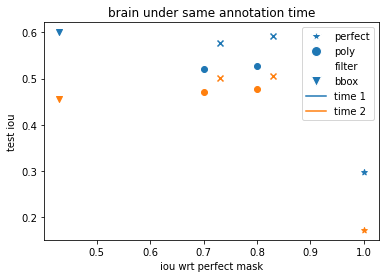 brain under same annotation time
0.6
0.5
0.4
0.3
0.2
test iou
0.5
0.6
0.7
0.8
0.9
1.0
iou wrt perfect mask
perfect
poly
filter
bbox
time 1
time 2